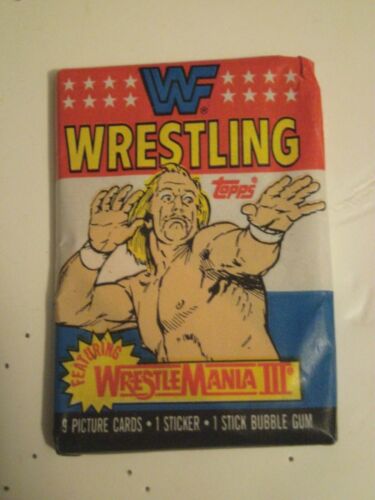 WF
®
WRESTLING
topps®
FEATURING
WRESTLEMANIA III®
9 PICTURE CARDS • 1 STICKER • 1 STICK BUBBLE GUM